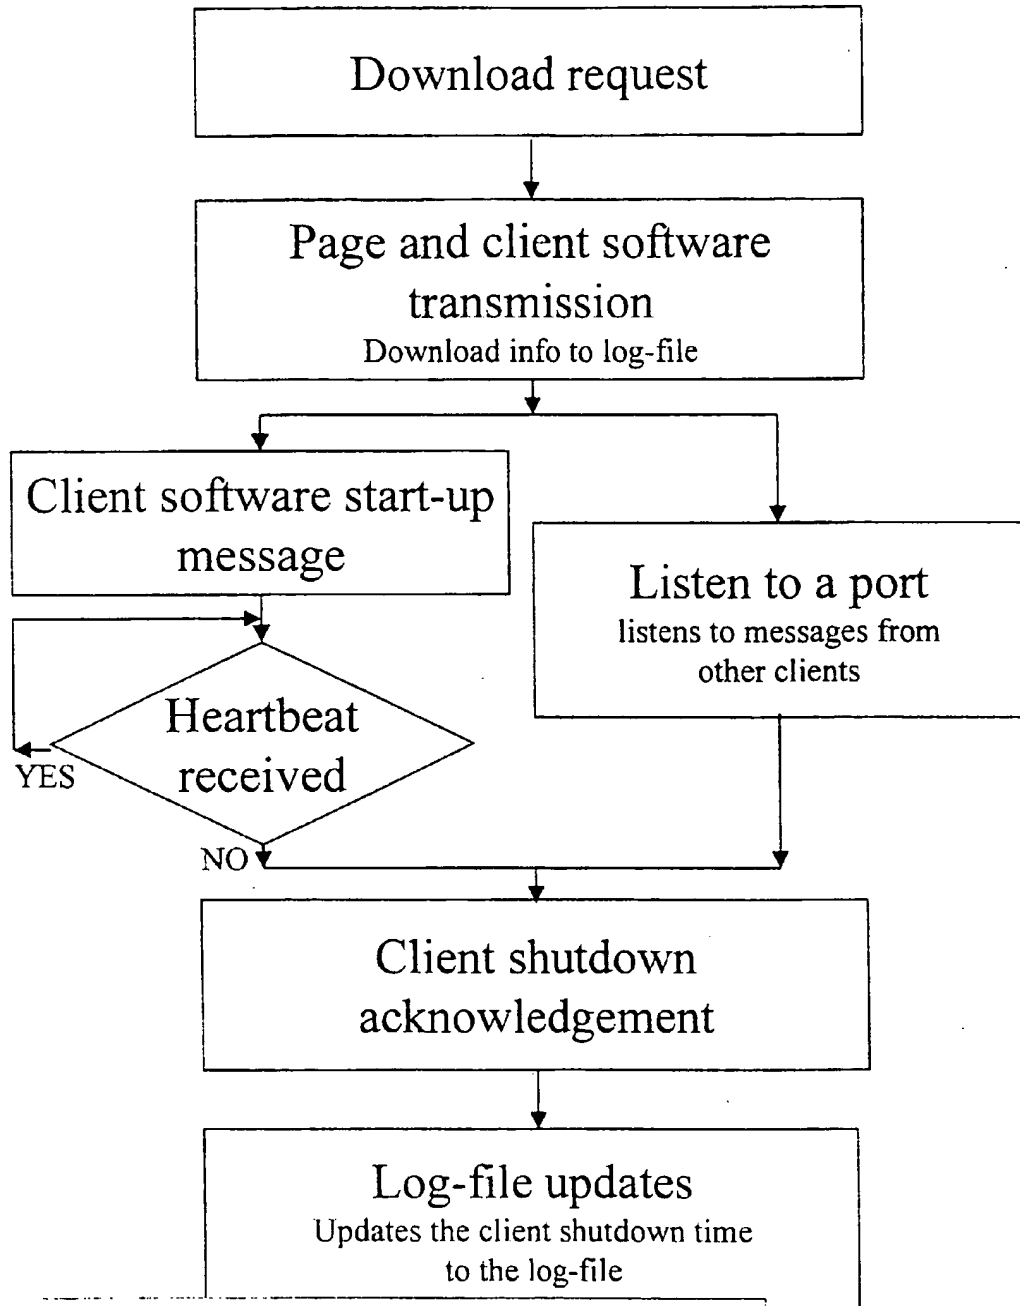 Download request
Page and client software
transmission
Download info to log-file
Client software start-up
message
Listen to a port
listens to messages from
other clients
Heartbeat
received
YES
NO
Client shutdown
acknowledgement
Log-file updates
Updates the client shutdown time
to the log-file